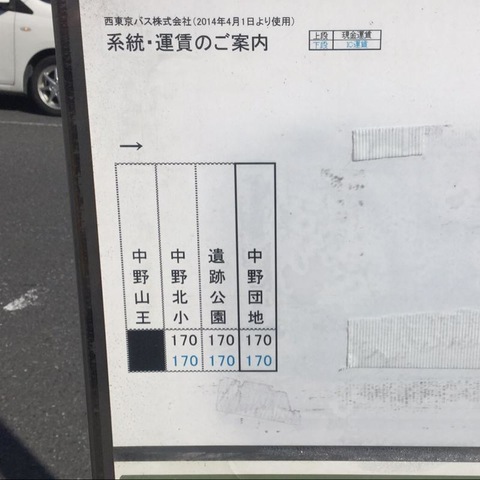 西東京バス株式会社(2014年4月1日より使用)
系統・運賃のご案内
上段 現金運賃
下段 IC運賃
→
中野山王
中野北小
遺跡公園
中野団地
170 170 170
170 170 170